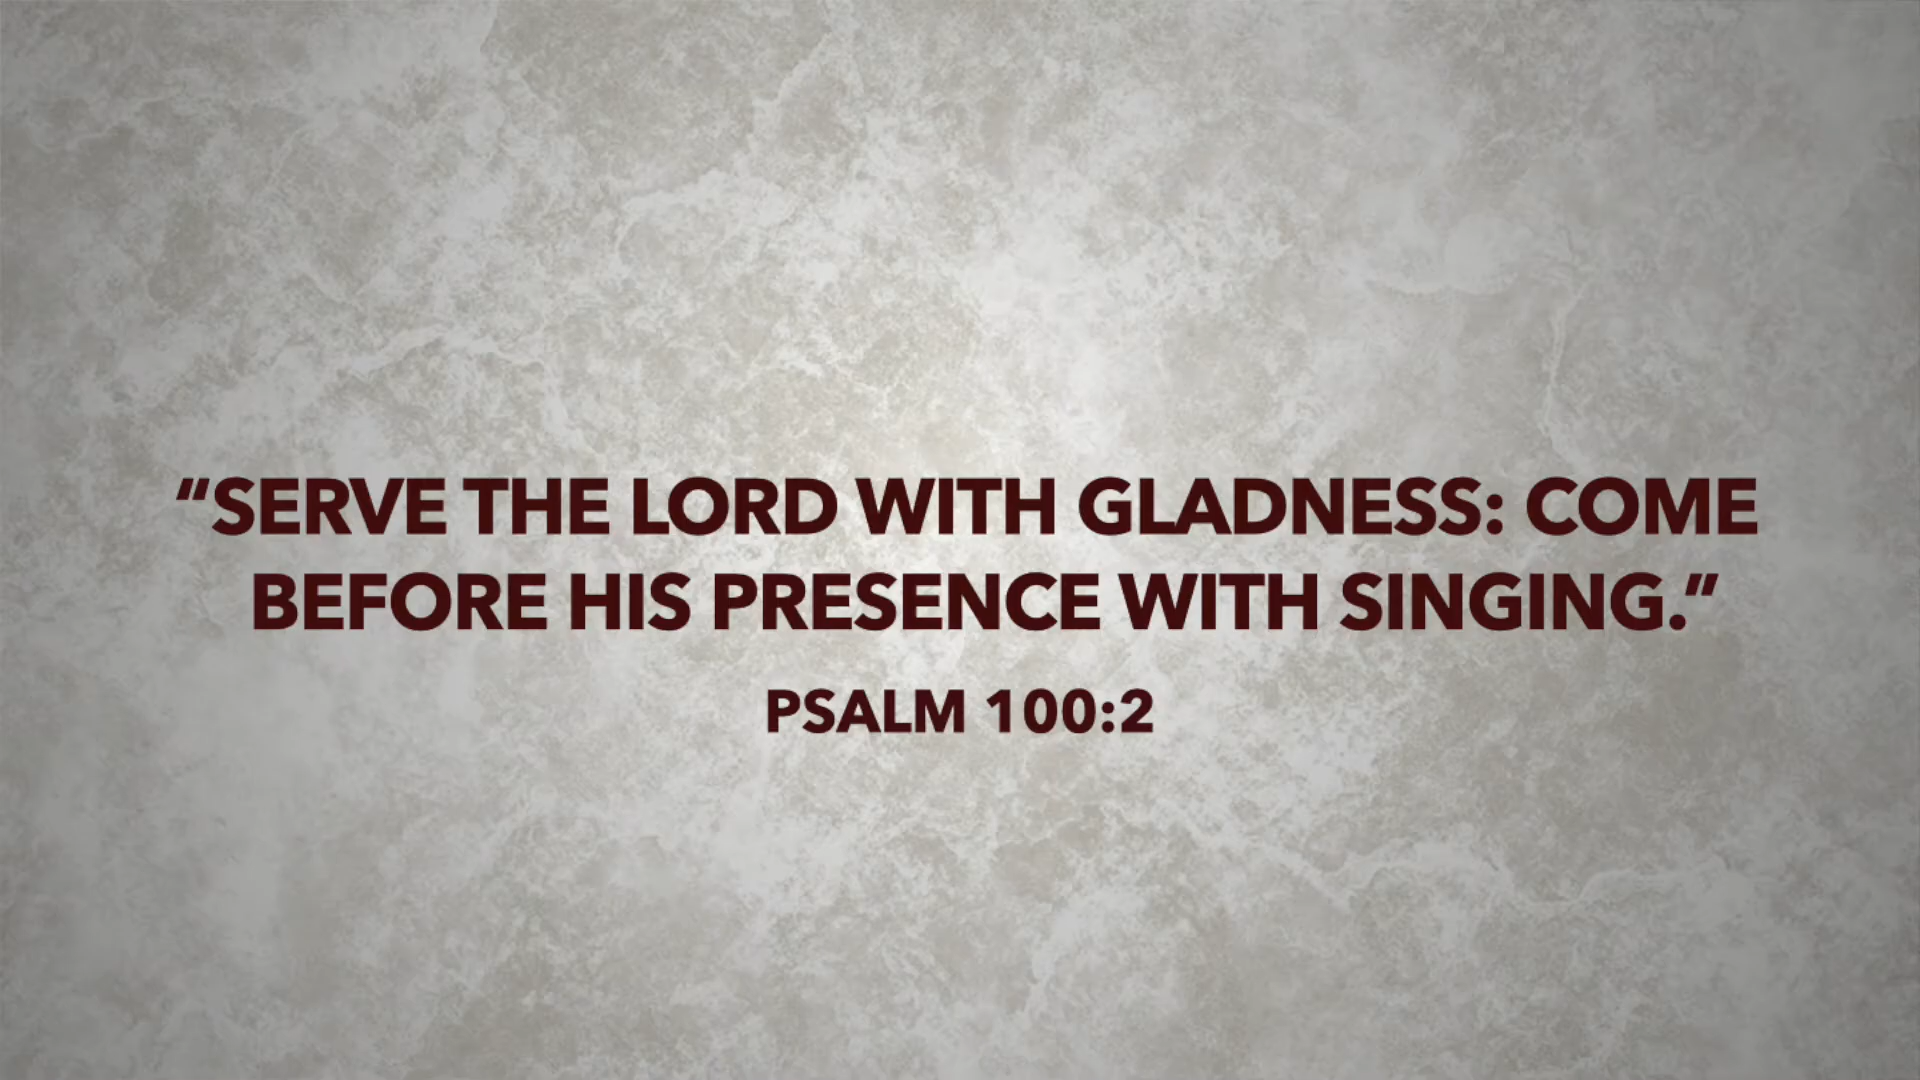 “SERVE THE LORD WITH GLADNESS: COME
BEFORE HIS PRESENCE WITH SINGING.”
PSALM 100:2